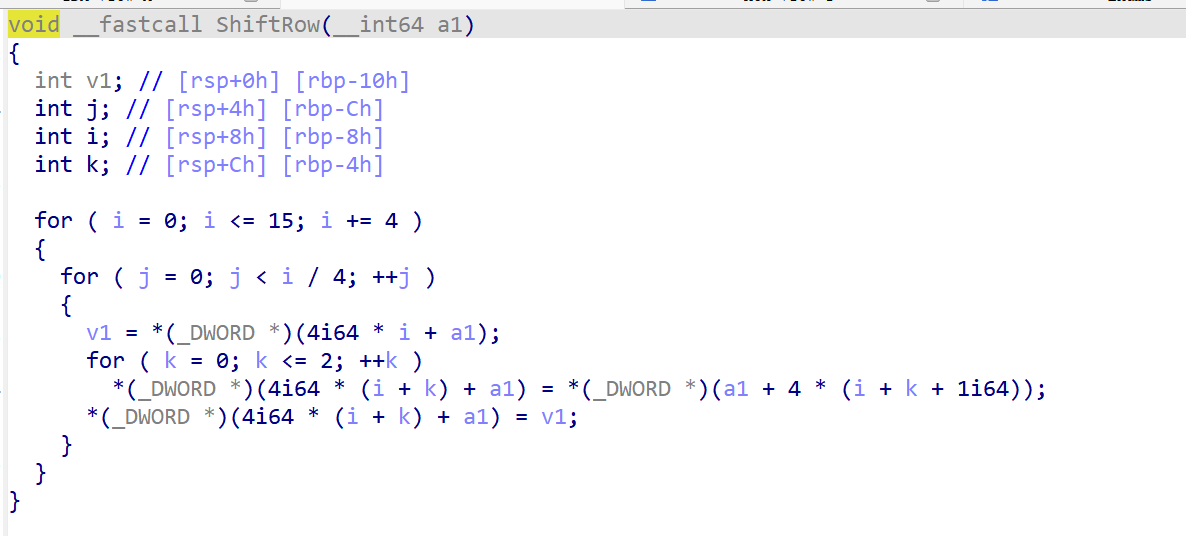 void __fastcall ShiftRow(__int64 a1)
{
  int v1; // [rsp+0h] [rbp-10h]
  int j; // [rsp+4h] [rbp-Ch]
  int i; // [rsp+8h] [rbp-8h]
  int k; // [rsp+Ch] [rbp-4h]

  for ( i = 0; i <= 15; i += 4 )
  {
    for ( j = 0; j < i / 4; ++j )
    {
      v1 = *(_DWORD *)(4i64 * i + a1);
      for ( k = 0; k <= 2; ++k )
        *(_DWORD *)(4i64 * (i + k) + a1) = *(_DWORD *)(a1 + 4 * (i + k + 1i64));
      *(_DWORD *)(4i64 * (i + k) + a1) = v1;
    }
  }
}